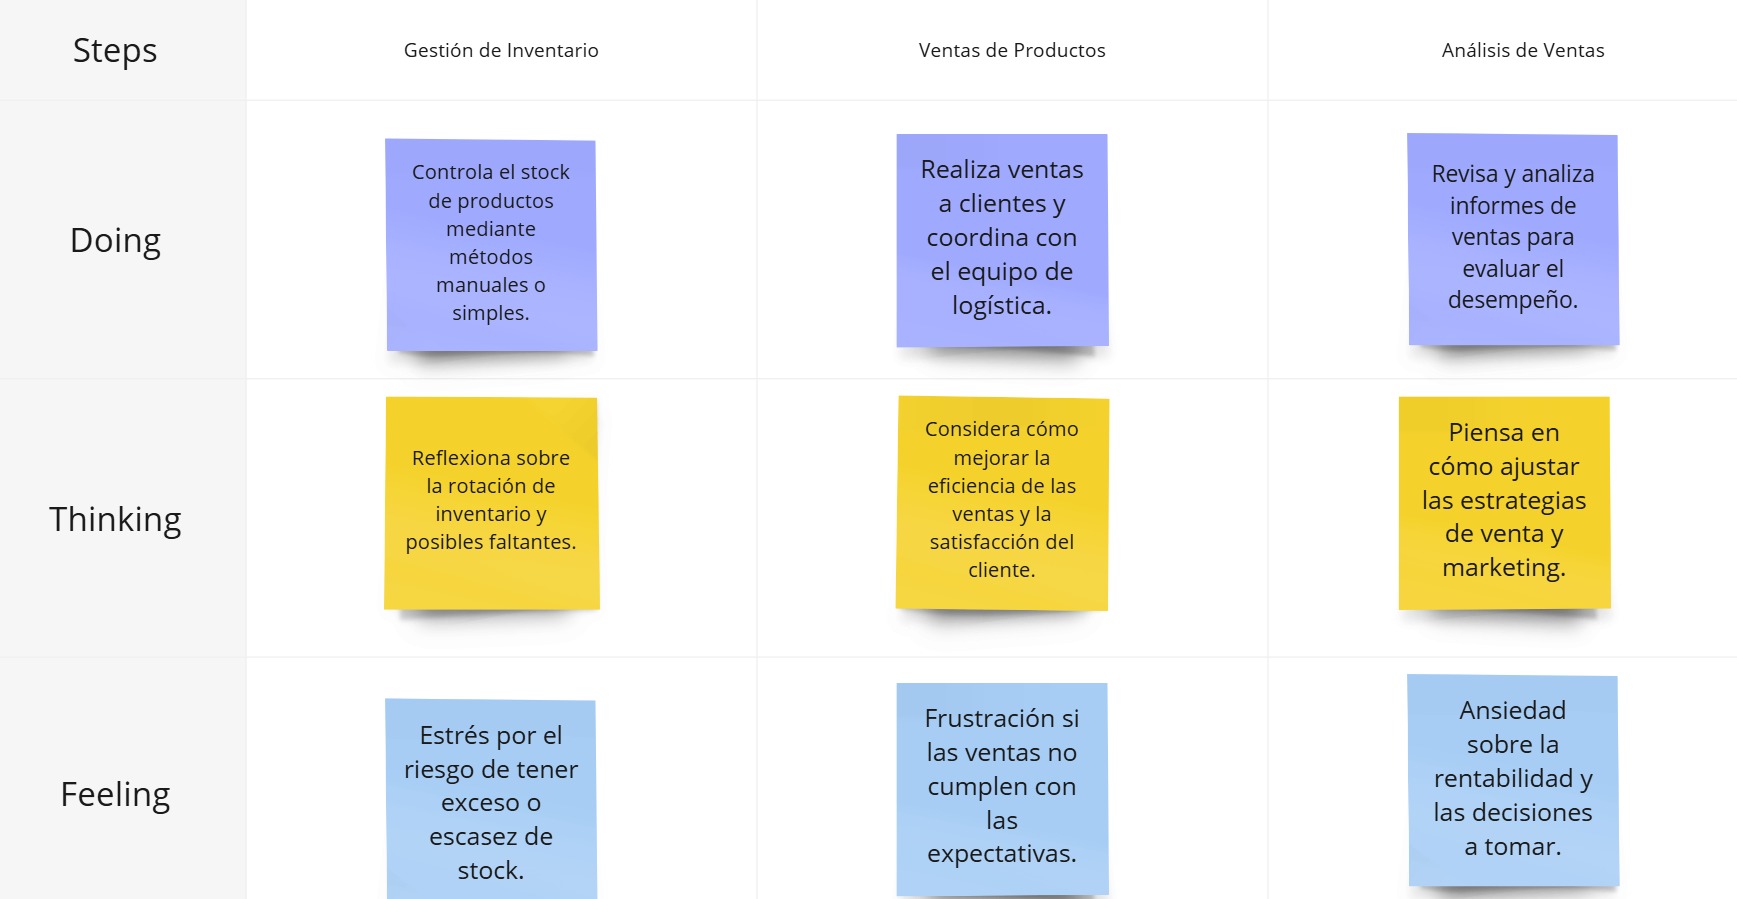 Steps
Gestión de Inventario
Ventas de Productos
Análisis de Ventas
Doing
Controla el stock
de productos
mediante
métodos
manuales o
simples.
Realiza ventas
a clientes y
coordina con
el equipo de
logística.
Revisa y analiza
informes de
ventas para
evaluar el
desempeño.
Thinking
Reflexiona sobre
la rotación de
inventario y
posibles faltantes.
Considera cómo
mejorar la
eficiencia de las
ventas y la
satisfacción del
cliente.
Piensa en
cómo ajustar
las estrategias
de venta y
marketing.
Feeling
Estrés por el
riesgo de tener
exceso o
escasez de
stock.
Frustración si
las ventas no
cumplen con
las
expectativas.
Ansiedad
sobre la
rentabilidad y
las decisiones
a tomar.